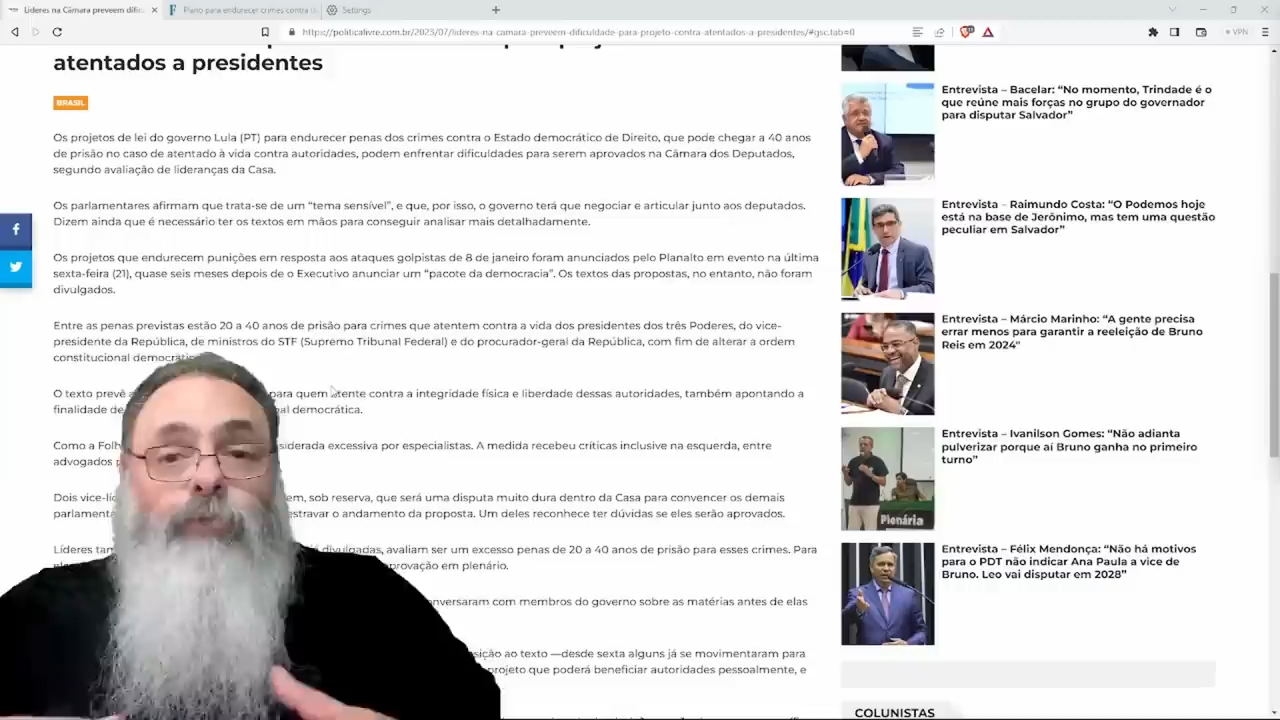 Líderes na Câmara preveem dific
Plano para endurecer crimes contra o
Settings
https://politicalivre.com.br/2023/07/lideres-na-camara-preveem-dificuldade-para-projeto-contra-atentados-a-presidentes/#gsc.tab=0
VPN
atentados a presidentes
BRASIL
Os projetos de lei do governo Lula (PT) para endurecer penas dos crimes contra o Estado democrático de Direito, que pode chegar a 40 anos
de prisão no caso de atentado à vida contra autoridades, podem enfrentar dificuldades para serem aprovados na Câmara dos Deputados,
segundo avaliação de lideranças da Casa.
Os parlamentares afirmam que trata-se de um “tema sensível”, e que, por isso, o governo terá que negociar e articular junto aos deputados.
Dizem ainda que é necessário ter os textos em mãos para conseguir analisar mais detalhadamente.
Os projetos que endurecem punições em resposta aos ataques golpistas de 8 de janeiro foram anunciados pelo Planalto em evento na última
sexta-feira (21), quase seis meses depois de o Executivo anunciar um “pacote da democracia”. Os textos das propostas, no entanto, não foram
divulgados.
Entre as penas previstas estão 20 a 40 anos de prisão para crimes que atentem contra a vida dos presidentes dos três Poderes, do vice-
presidente da República, de ministros do STF (Supremo Tribunal Federal) e do procurador-geral da República, com fim de alterar a ordem
constitucional democrática
O texto prevê para quem atente contra a integridade física e liberdade dessas autoridades, também apontando a
finalidade de democrática.
Como a excessiva por especialistas. A medida recebeu críticas inclusive na esquerda, entre
advogados
Dois sob reserva, que será uma disputa muito dura dentro da Casa para convencer os demais
o andamento da proposta. Um deles reconhece ter dúvidas se eles serão aprovados.
Líderes divulgadas, avaliam ser um excesso penas de 20 a 40 anos de prisão para esses crimes. Para
em plenário.
com membros do governo sobre as matérias antes de elas
ao texto —desde sexta alguns já se movimentaram para
projeto que poderá beneficiar autoridades pessoalmente, e
Entrevista – Bacelar: “No momento, Trindade é o
que reúne mais forças no grupo do governador
para disputar Salvador”
Entrevista – Raimundo Costa: “O Podemos hoje
está na base de Jerônimo, mas tem uma questão
peculiar em Salvador”
Entrevista – Márcio Marinho: “A gente precisa
errar menos para garantir a reeleição de Bruno
Reis em 2024”
Entrevista – Ivanilson Gomes: “Não adianta
pulverizar porque aí Bruno ganha no primeiro
turno”
Plenária
Entrevista – Félix Mendonça: “Não há motivos
para o PDT não indicar Ana Paula a vice de
Bruno. Leo vai disputar em 2028”
COLUNISTAS